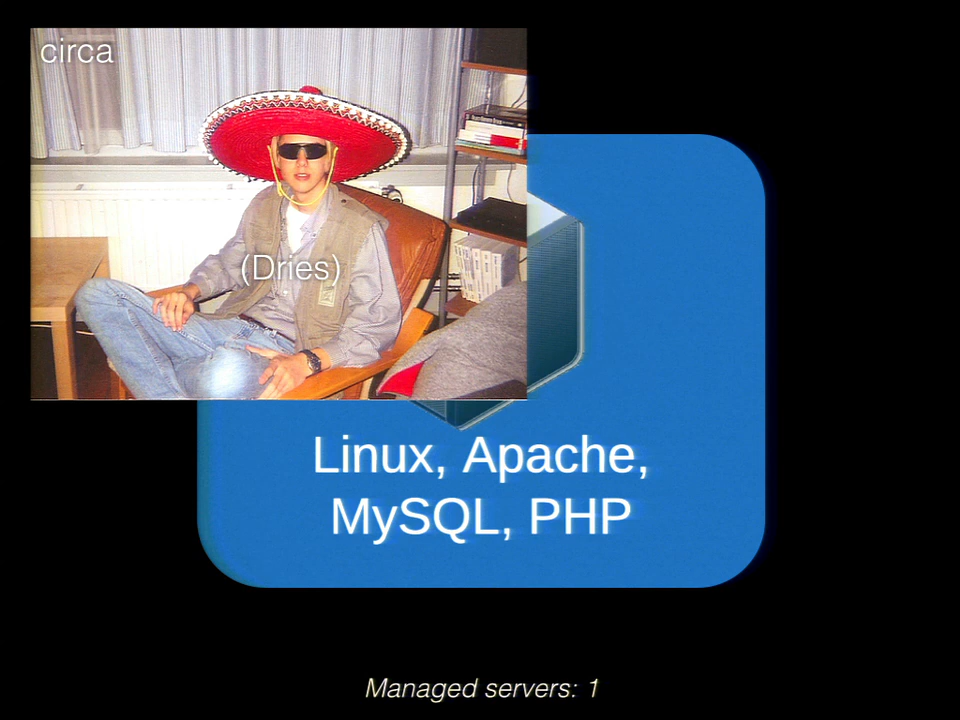 circa
(Dries)
Linux, Apache,
MySQL, PHP
Managed servers: 1